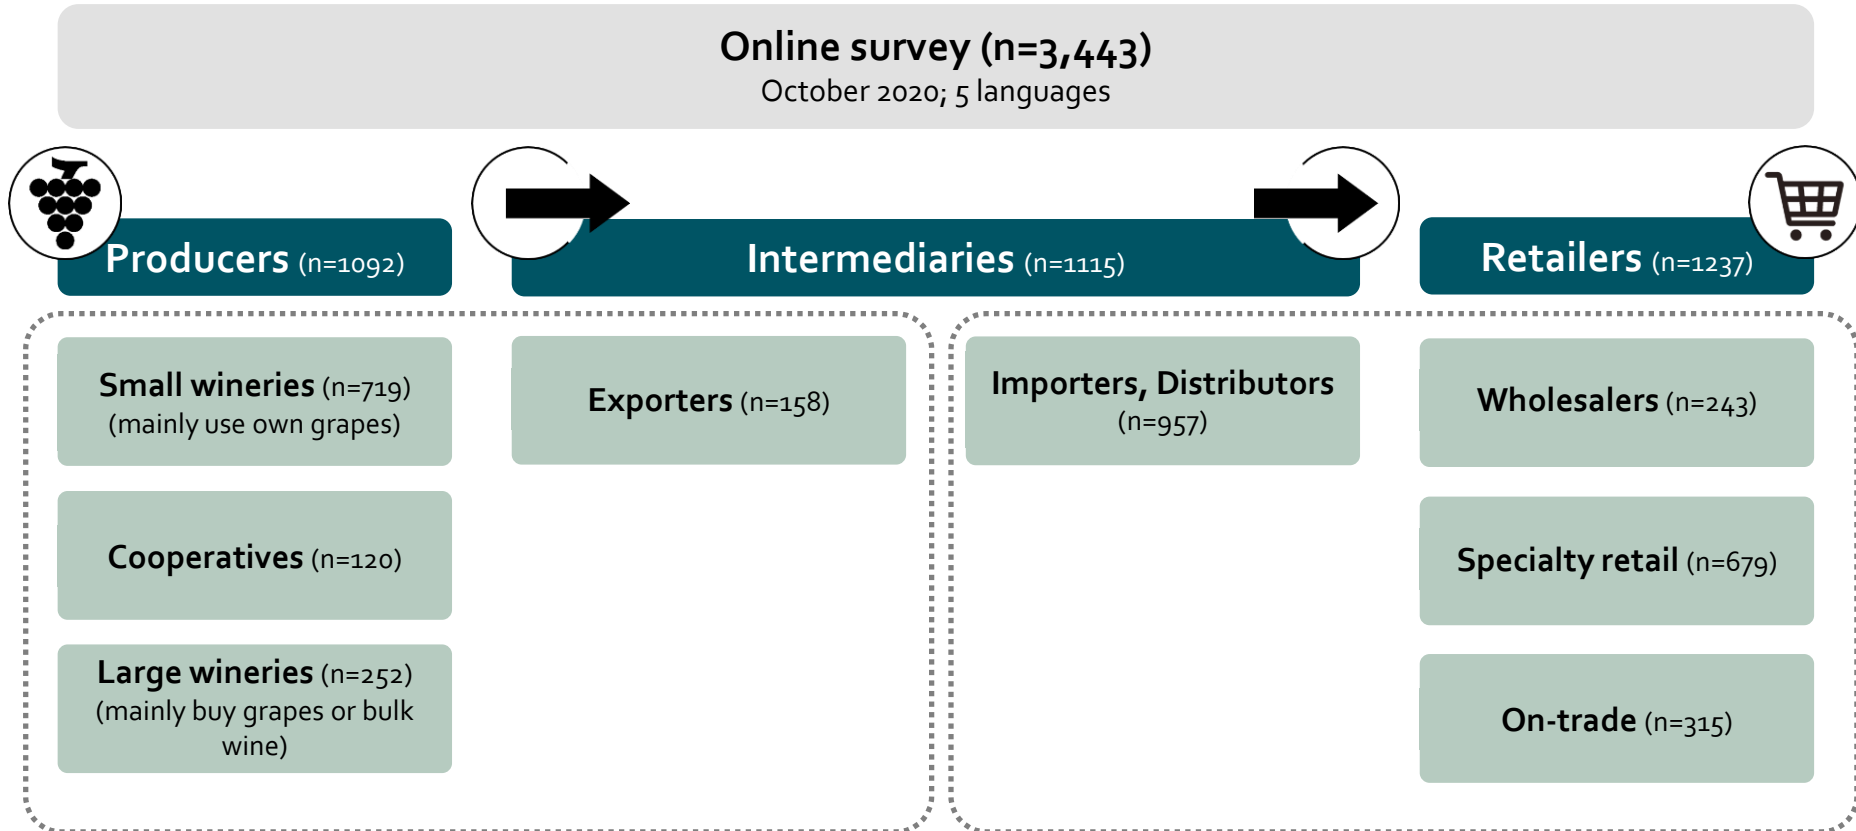 Online survey (n=3,443)
October 2020; 5 languages
Producers (n=1092)
Intermediaries (n=1115)
Retailers (n=1237)
Small wineries (n=719)
(mainly use own grapes)
Exporters (n=158)
Importers, Distributors
(n=957)
Wholesalers (n=243)
Cooperatives (n=120)
Specialty retail (n=679)
Large wineries (n=252)
(mainly buy grapes or bulk
wine)
On-trade (n=315)